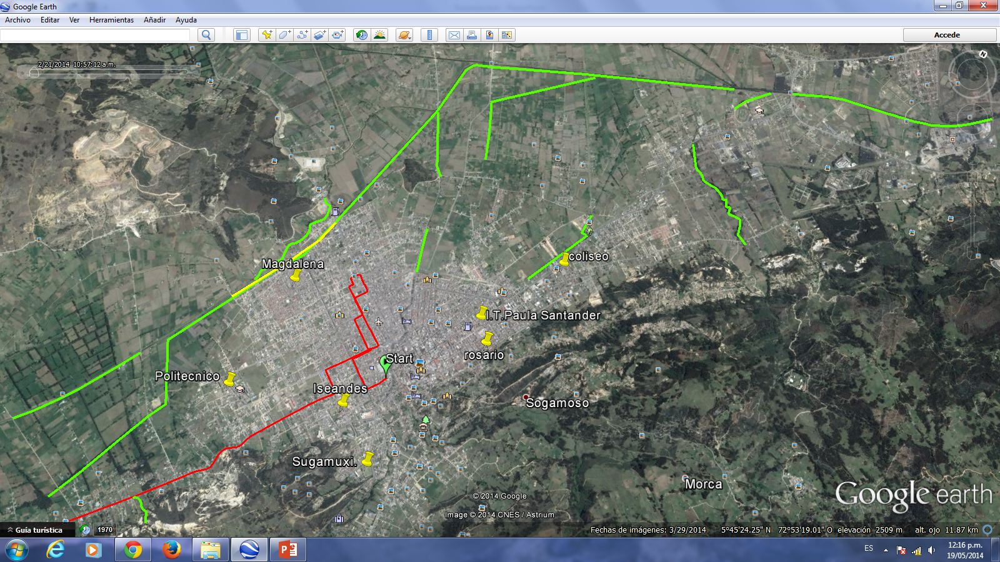 Google Earth
Archivo Editar Ver Herramientas Añadir Ayuda
Accede
N
2/21/2014 10:57:12 a.m.
Magdalena
coliseo
I.T.Paula Santander
rosario
Start
Politecnico
Iseandes
Sogamoso
Sugamuxi.
Morca
© 2014 Google
Image © 2014 CNES / Astrium
Google earth
Guía turística
1970
Fechas de imágenes: 3/29/2014 5°45'24.25" N 72°53'19.01" O elevación 2509 m alt. ojo 11.87 km
ES
12:16 p.m.
19/05/2014